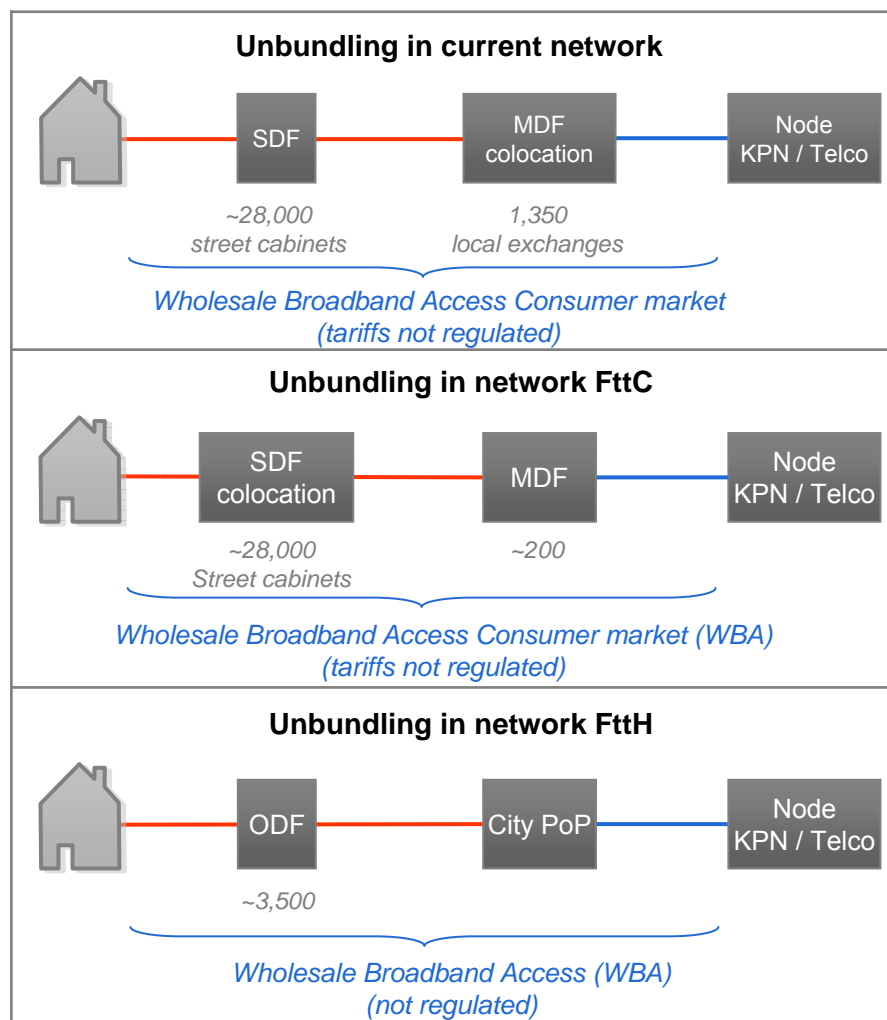 Unbundling in current network
SDF
MDF
colocation
Node
KPN / Telco
~28,000
street cabinets
1,350
local exchanges
Wholesale Broadband Access Consumer market
(tariffs not regulated)
Unbundling in network FttC
SDF
colocation
MDF
Node
KPN / Telco
~28,000
Street cabinets
~200
Wholesale Broadband Access Consumer market (WBA)
(tariffs not regulated)
Unbundling in network FttH
ODF
City PoP
Node
KPN / Telco
~3,500
Wholesale Broadband Access (WBA)
(not regulated)